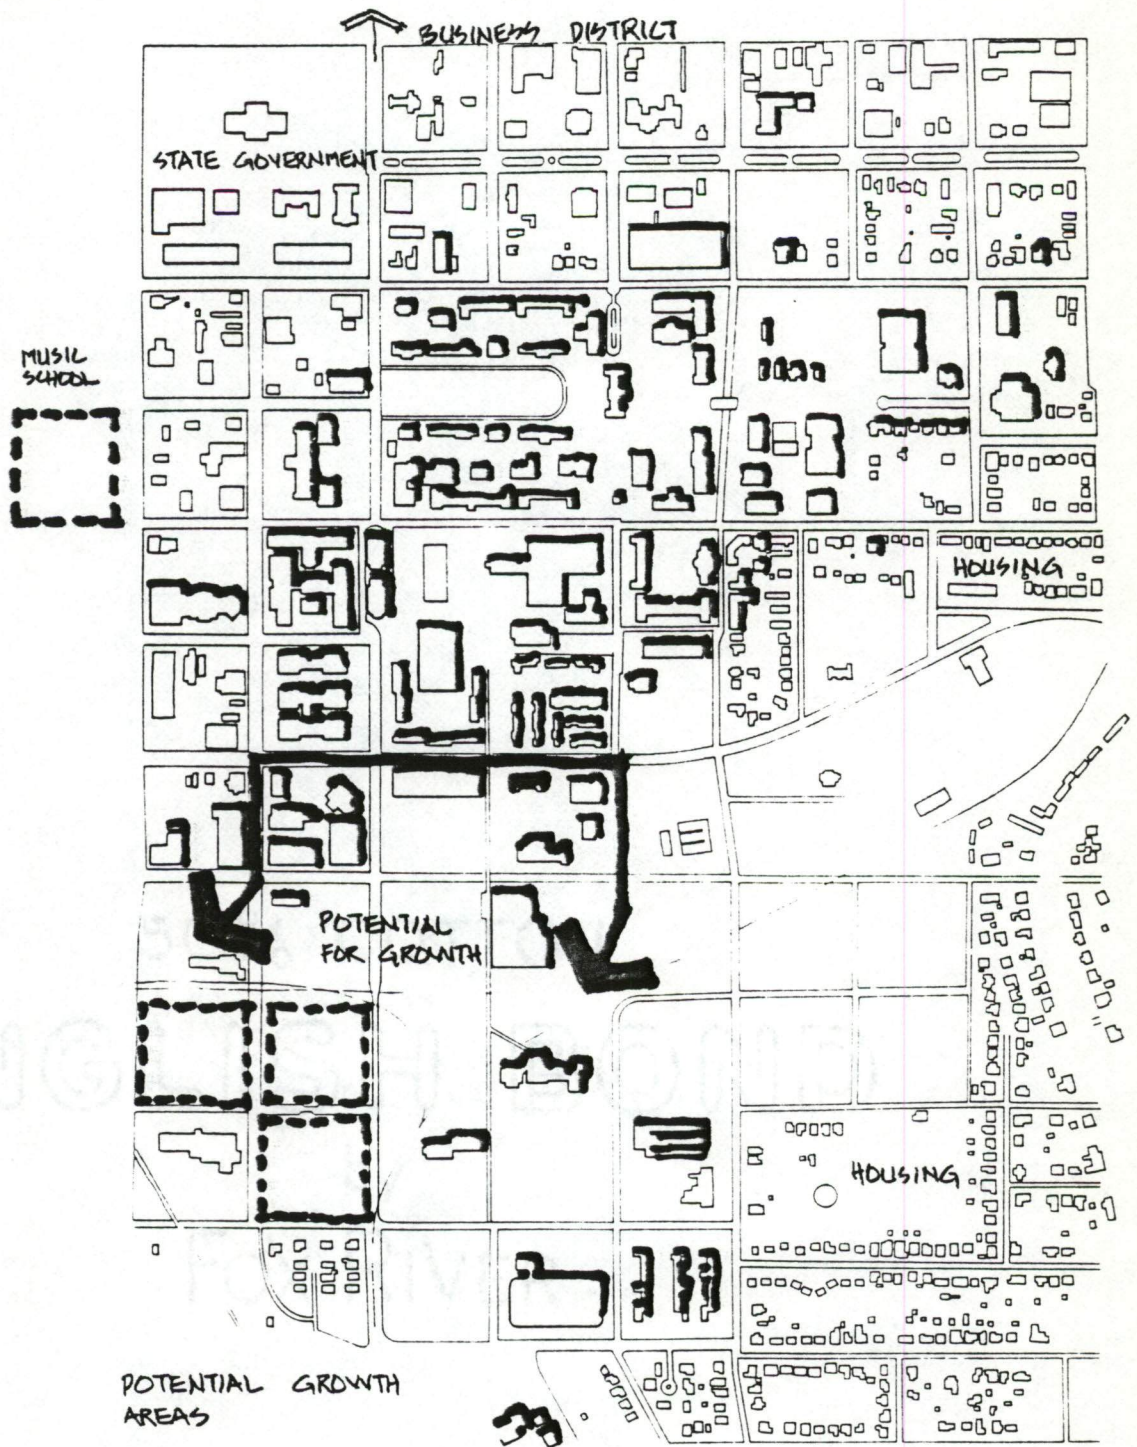 BUSINESS DISTRICT
STATE GOVERNMENT
MUSIC
SCHOOL
HOUSING
POTENTIAL
FOR GROWTH
HOUSING
POTENTIAL GROWTH
AREAS